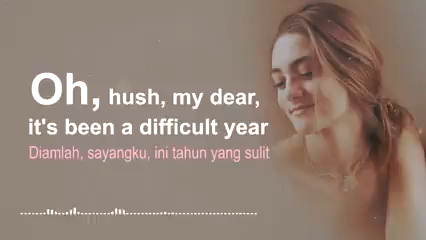 Oh, hush, my dear,
it's been a difficult year
Diamlah, sayangku, ini tahun yang sulit